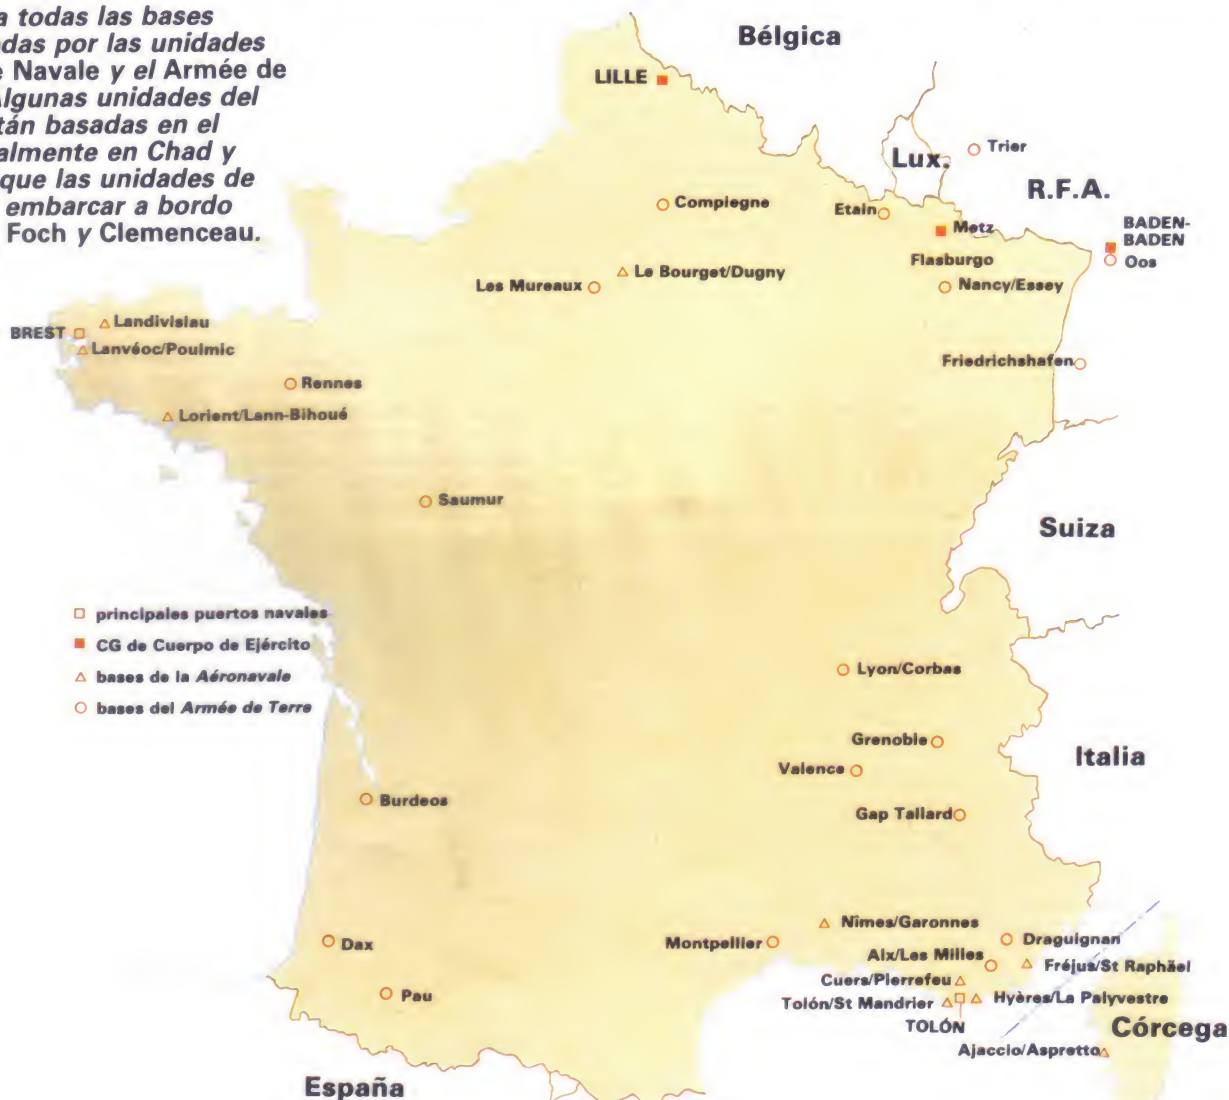 a todas las bases
das por las unidades
e Navale y el Armée de
Algunas unidades del
tán basadas en el
almente en Chad y
que las unidades de
embarcar a bordo
Foch y Clemenceau.
Bélgica
LILLE
Lux.
Trier
R.F.A.
Compiegne
Etain
Metz
BADEN-
BADEN
Flasburgo
Oos
Le Bourget/Dugny
Les Mureaux
Nancy/Essey
Landivisiau
BREST
Lanvéoc/Poulmic
Friedrichshafen
Rennes
Lorient/Lann-Bihoué
Saumur
Suiza
principales puertos navales
CG de Cuerpo de Ejército
bases de la Aéronavale
bases del Armée de Terre
Lyon/Corbas
Grenoble
Italia
Valence
Burdeos
Gap Tallard
Nîmes/Garonnes
Dax
Montpellier
Draguignan
Aix/Les Milles
Fréjus/St Raphäel
Cuers/Pierrefeu
Pau
Tolón/St Mandrier
Hyères/La Palyvestre
TOLÓN
Córcega
Ajaccio/Aspretto
España